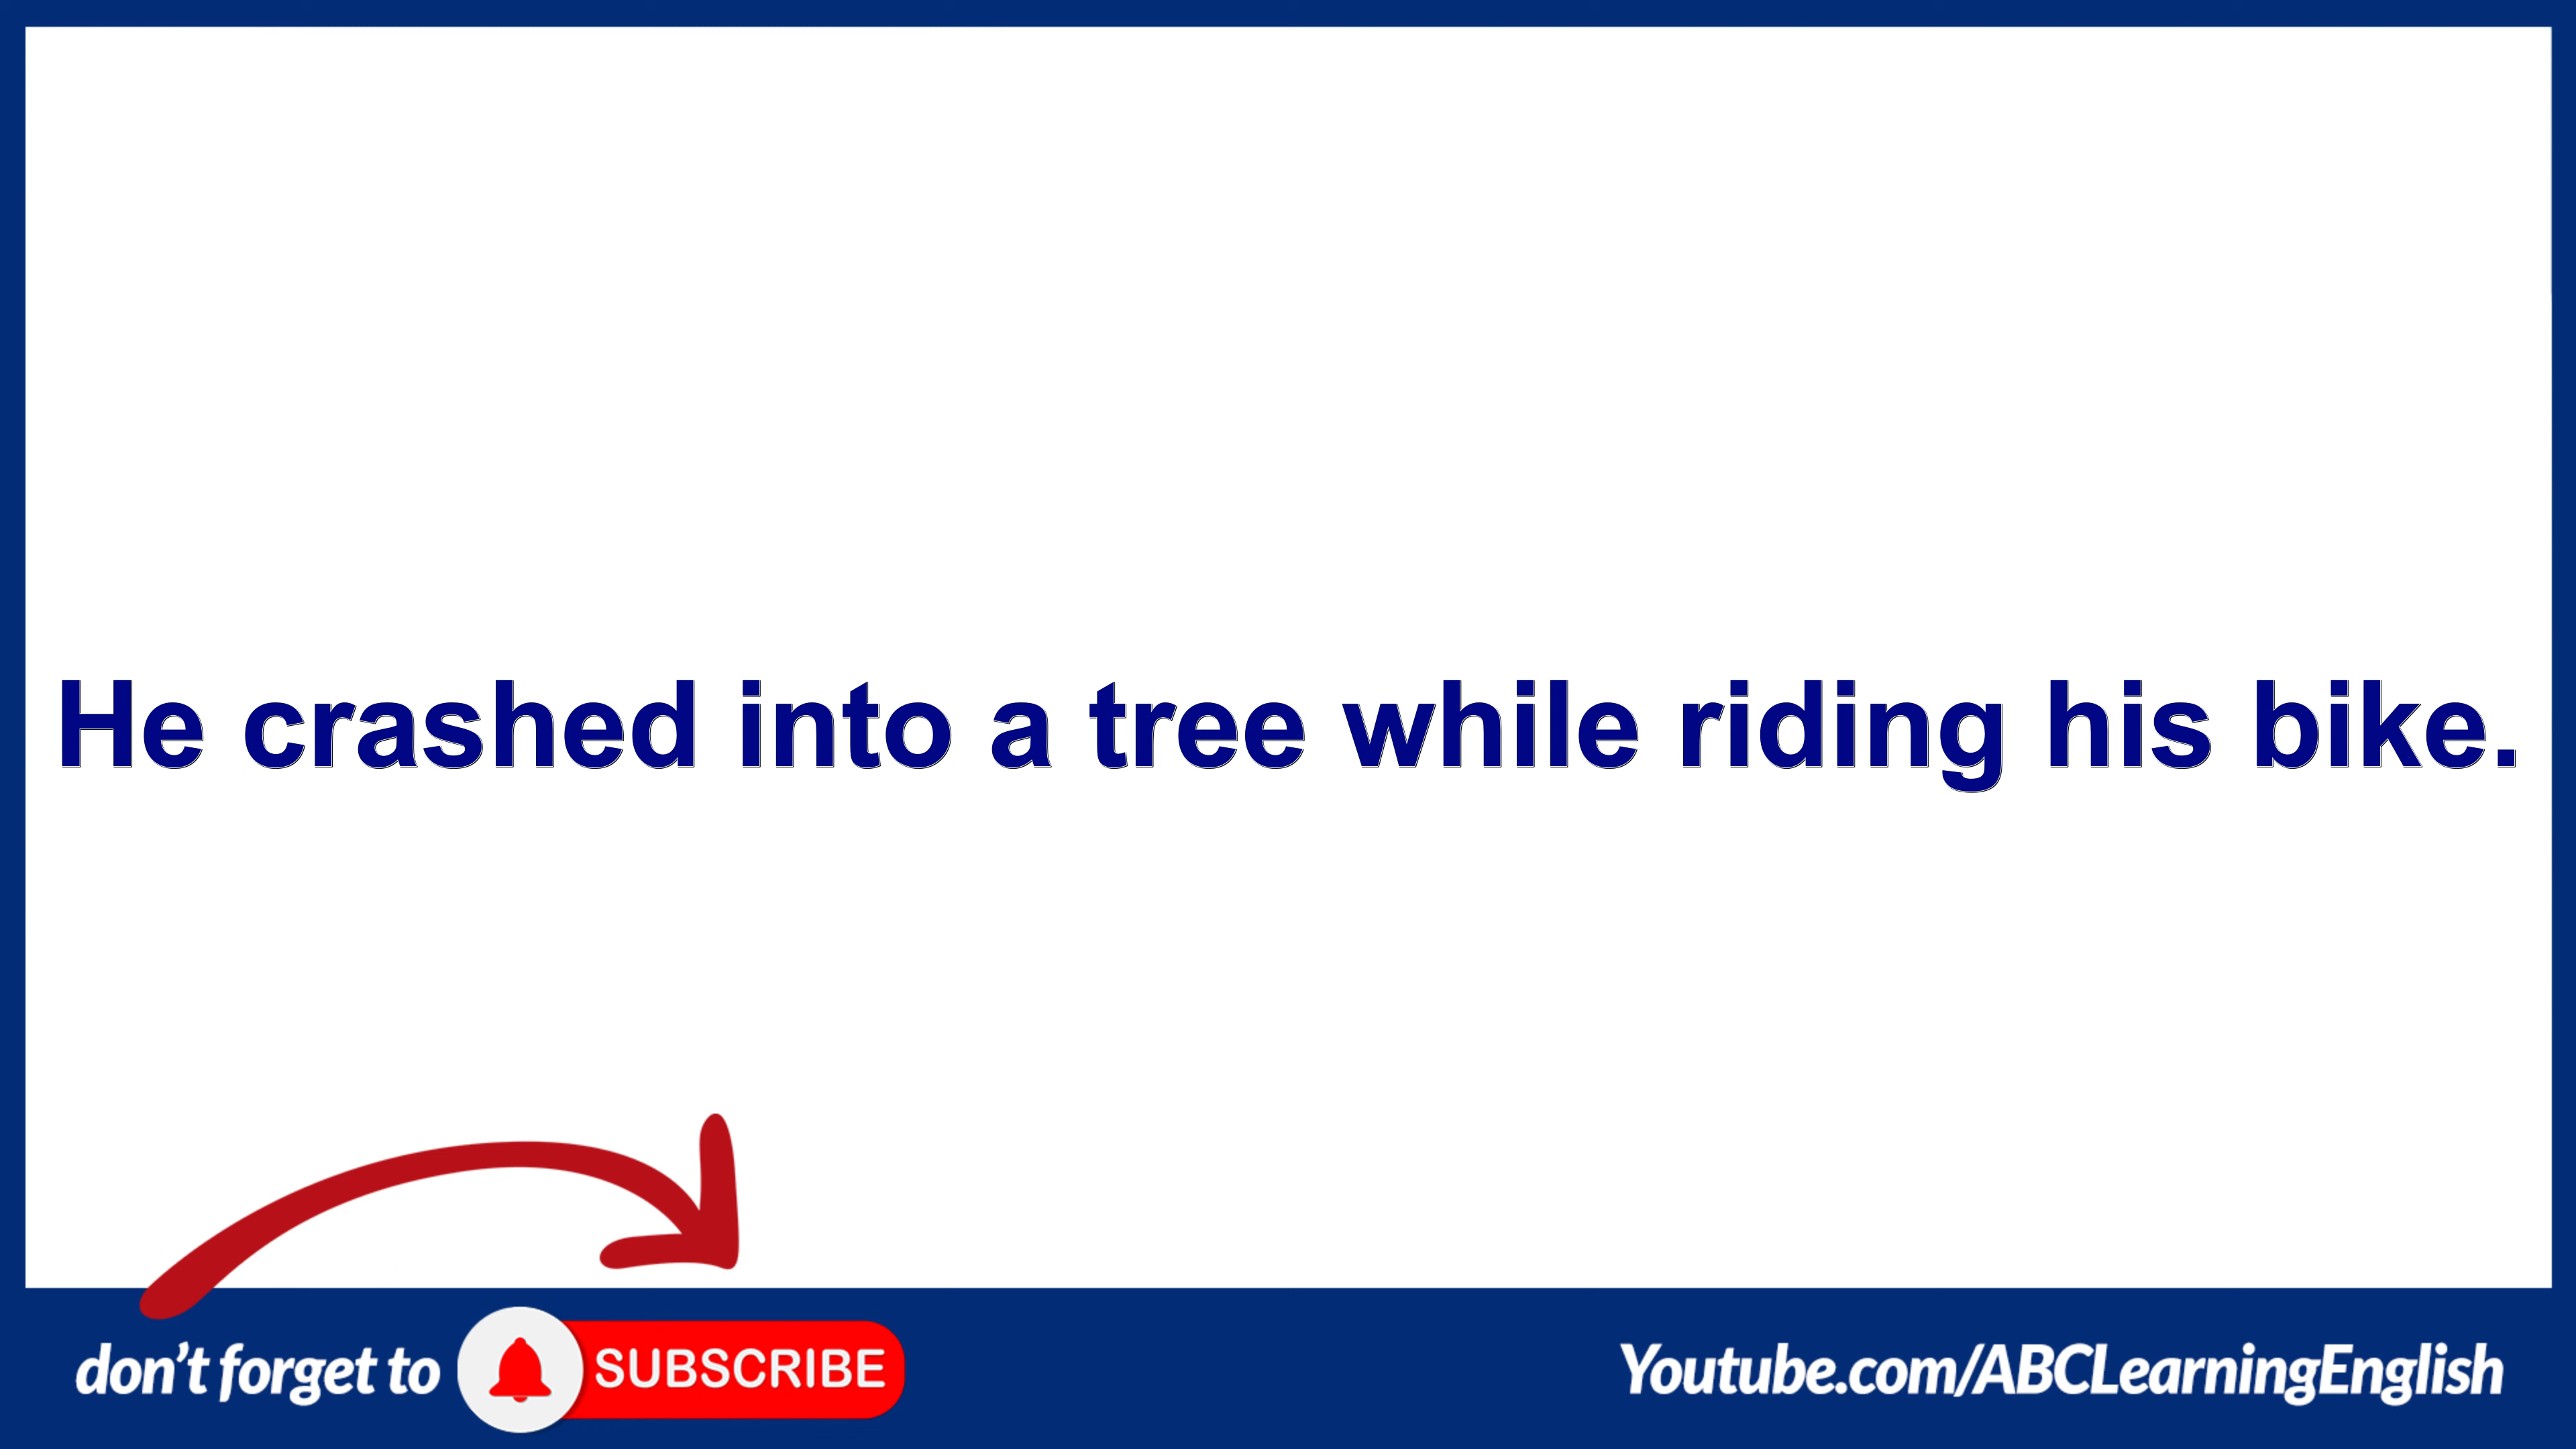 He crashed into a tree while riding his bike.
don't forget to SUBSCRIBE
Youtube.com/ABCLearningEnglish